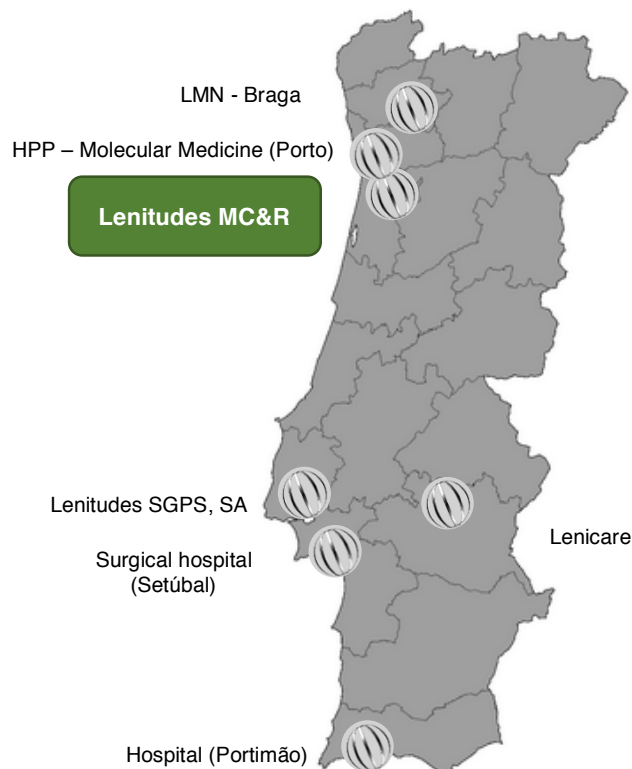 LMN - Braga
HPP – Molecular Medicine (Porto)
Lenitudes MC&R
Lenitudes SGPS, SA
Lenicare
Surgical hospital
(Setúbal)
Hospital (Portimão)